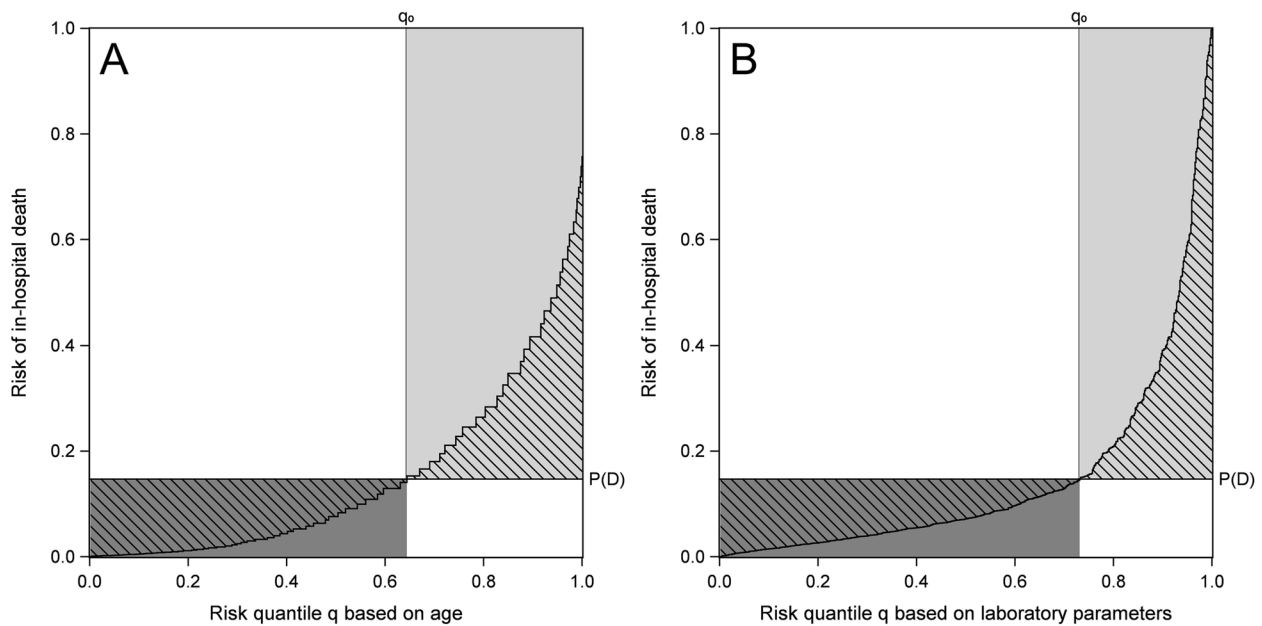 q₀
A
1.0
0.8
0.6
0.4
0.2
0.0
Risk of in-hospital death
P(D)
0.0 0.2 0.4 0.6 0.8 1.0
Risk quantile q based on age
q₀
B
1.0
0.8
0.6
0.4
0.2
0.0
Risk of in-hospital death
P(D)
0.0 0.2 0.4 0.6 0.8 1.0
Risk quantile q based on laboratory parameters